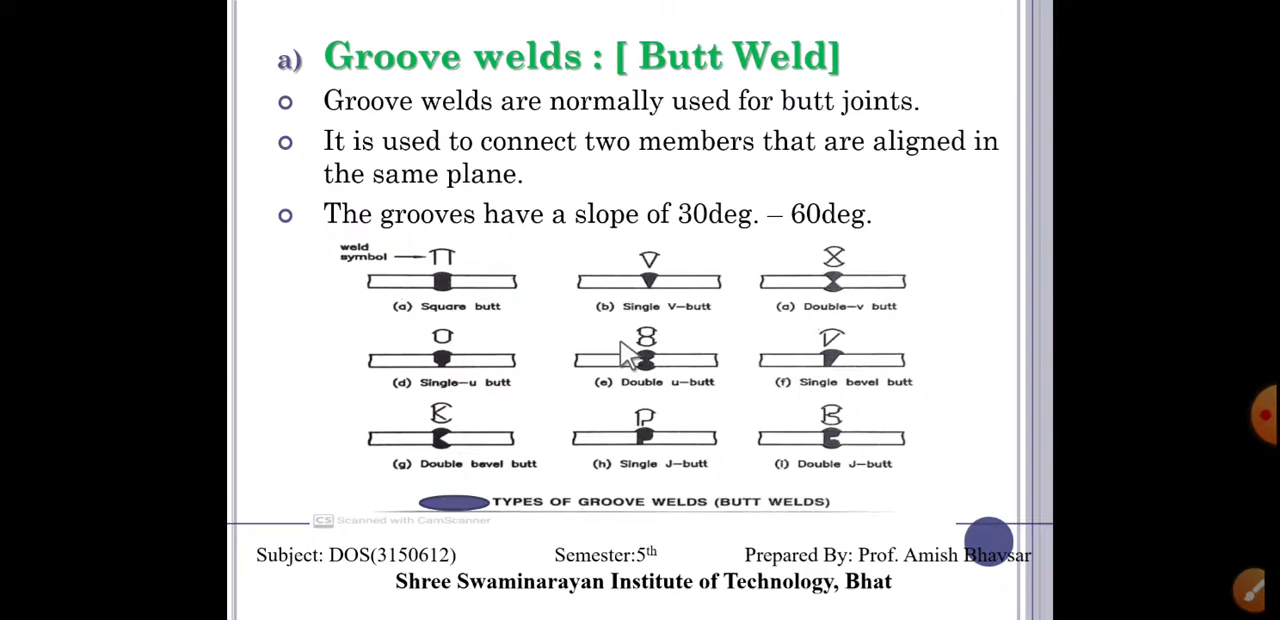 a) Groove welds : [ Butt Weld]
Groove welds are normally used for butt joints.
It is used to connect two members that are aligned in
the same plane.
The grooves have a slope of 30deg. – 60deg.
weld
symbol
(a) Square butt
(b) Single V-butt
(c) Double-v butt
(d) Single-u butt
(e) Double u-butt
(f) Single bevel butt
(g) Double bevel butt
(h) Single J-butt
(i) Double J-butt
TYPES OF GROOVE WELDS (BUTT WELDS)
CS Scanned with CamScanner
Subject: DOS(3150612) Semester:5th Prepared By: Prof. Amish Bhavsar
Shree Swaminarayan Institute of Technology, Bhat